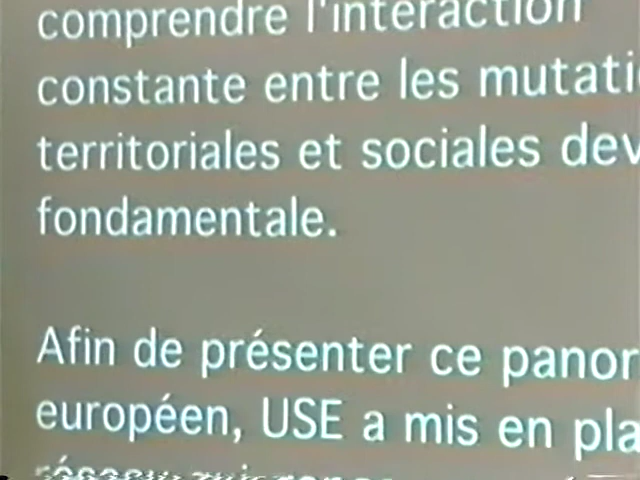 comprendre l'interaction
constante entre les mutati
territoriales et sociales dev
fondamentale.
Afin de présenter ce panor
européen, USE a mis en pla